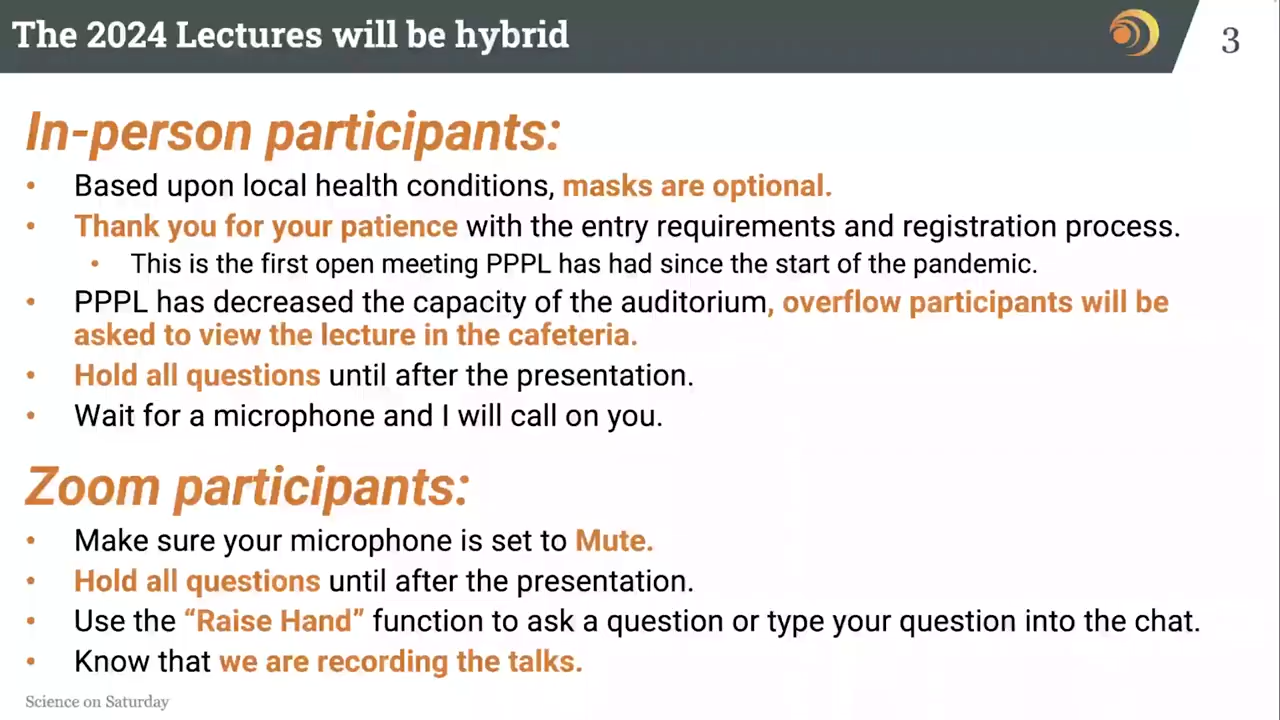 The 2024 Lectures will be hybrid
3
In-person participants:
• Based upon local health conditions, masks are optional.
• Thank you for your patience with the entry requirements and registration process.
• This is the first open meeting PPPL has had since the start of the pandemic.
• PPPL has decreased the capacity of the auditorium, overflow participants will be
asked to view the lecture in the cafeteria.
• Hold all questions until after the presentation.
• Wait for a microphone and I will call on you.
Zoom participants:
• Make sure your microphone is set to Mute.
• Hold all questions until after the presentation.
• Use the “Raise Hand” function to ask a question or type your question into the chat.
• Know that we are recording the talks.
Science on Saturday